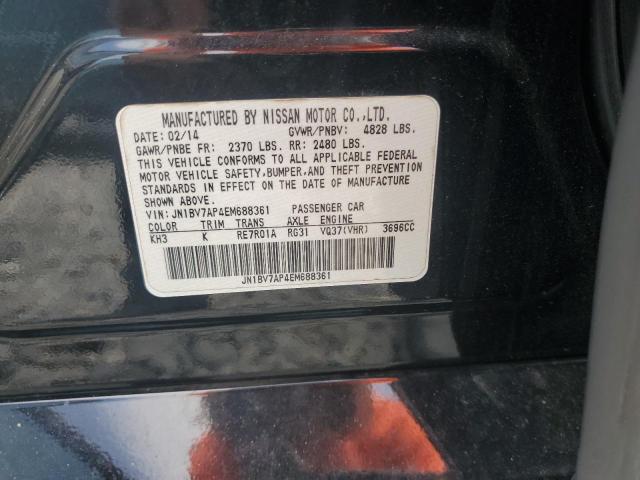 MANUFACTURED BY NISSAN MOTOR CO.,LTD.
DATE: 02/14 GVWR/PNBV: 4828 LBS.
GAWR/PNBE FR: 2370 LBS. RR: 2480 LBS.
THIS VEHICLE CONFORMS TO ALL APPLICABLE FEDERAL
MOTOR VEHICLE SAFETY,BUMPER,AND THEFT PREVENTION
STANDARDS IN EFFECT ON THE DATE OF MANUFACTURE
SHOWN ABOVE.
VIN: JN1BV7AP4EM688361 PASSENGER CAR
COLOR TRIM TRANS AXLE ENGINE
KH3 K RE7R01A RG31 VQ37(VHR) 3696CC
JN1BV7AP4EM688361